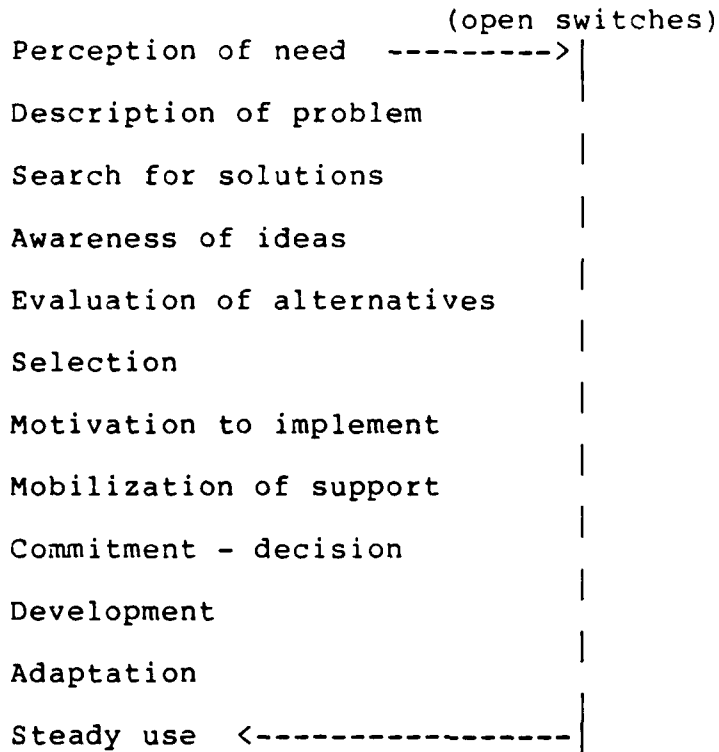 (open switches)
Perception of need --------->|
Description of problem
Search for solutions
Awareness of ideas
Evaluation of alternatives
Selection
Motivation to implement
Mobilization of support
Commitment - decision
Development
Adaptation
Steady use <-----------------|